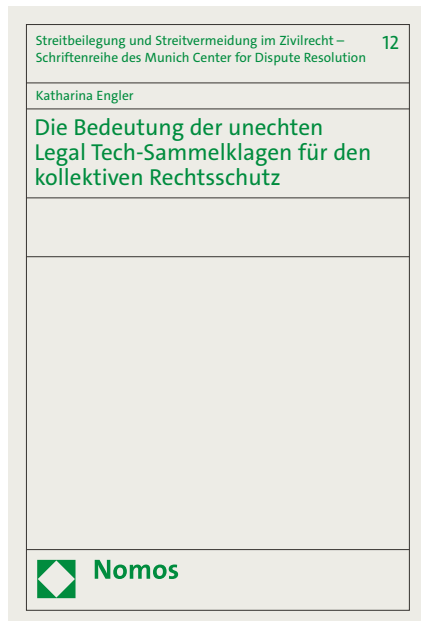 Streitbeilegung und Streitvermeidung im Zivilrecht – 12
Schriftenreihe des Munich Center for Dispute Resolution
Katharina Engler
Die Bedeutung der unechten
Legal Tech-Sammelklagen für den
kollektiven Rechtsschutz
Nomos